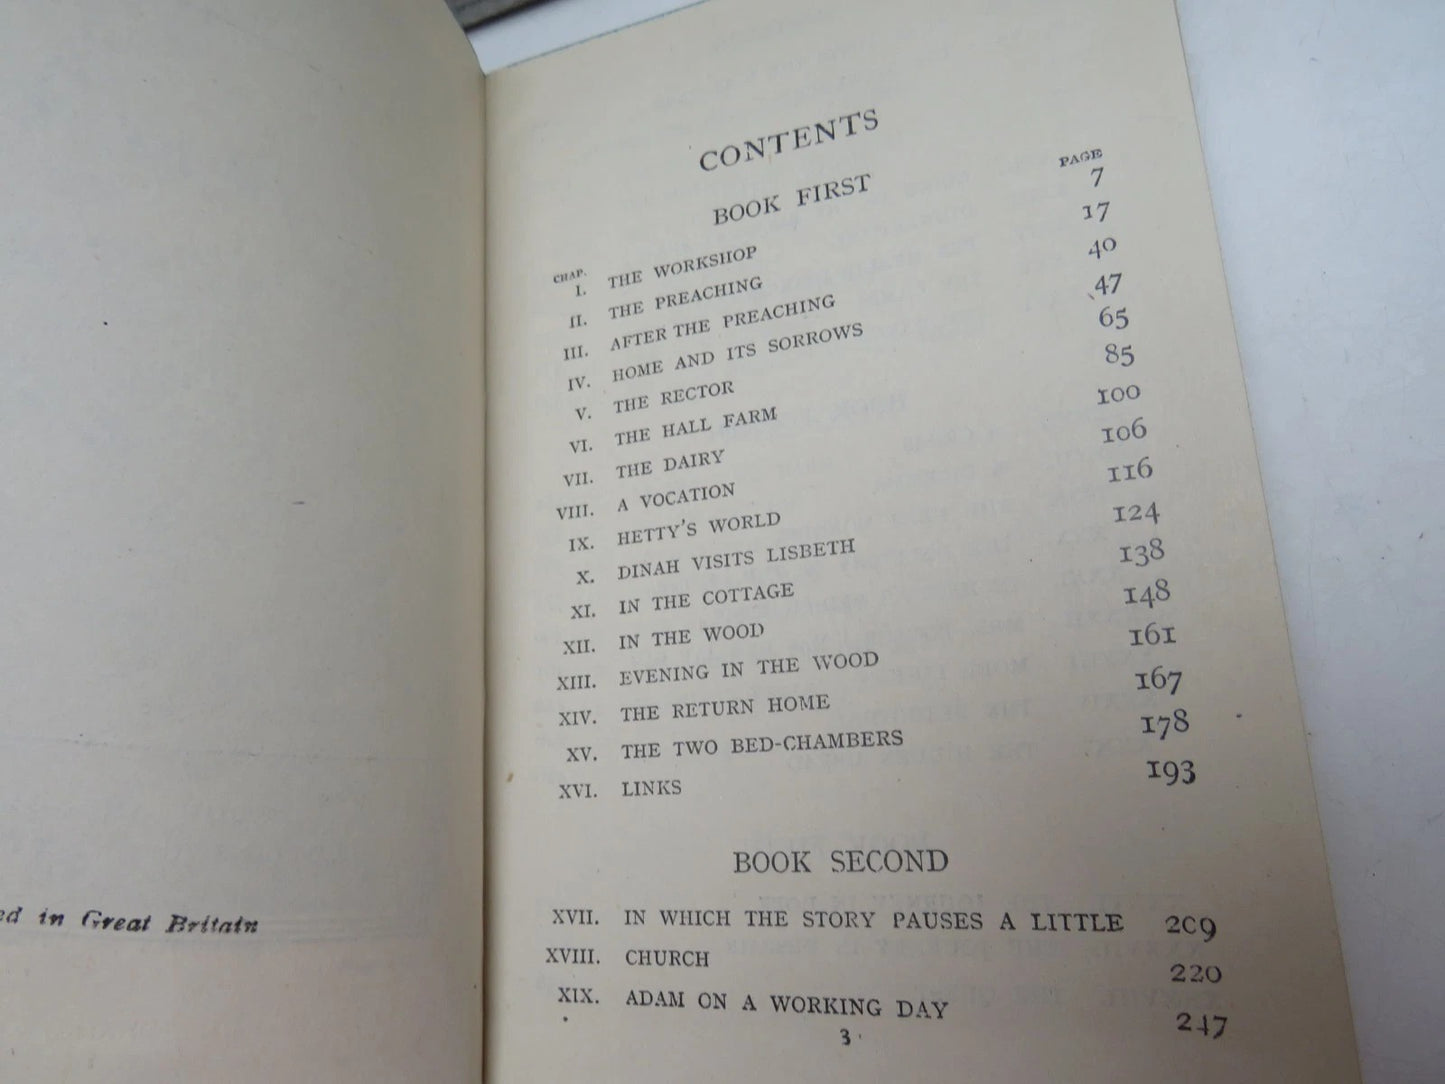 CONTENTS
BOOK FIRST
CHAP. PAGE
I. THE WORKSHOP 7
II. THE PREACHING 17
III. AFTER THE PREACHING 40
IV. HOME AND ITS SORROWS 47
V. THE RECTOR 65
VI. THE HALL FARM 85
VII. THE DAIRY 100
VIII. A VOCATION 106
IX. HETTY'S WORLD 116
X. DINAH VISITS LISBETH 124
XI. IN THE COTTAGE 138
XII. IN THE WOOD 148
XIII. EVENING IN THE WOOD 161
XIV. THE RETURN HOME 167
XV. THE TWO BED-CHAMBERS 178
XVI. LINKS 193
BOOK SECOND
XVII. IN WHICH THE STORY PAUSES A LITTLE 209
XVIII. CHURCH 220
XIX. ADAM ON A WORKING DAY 247
3
in Great Britain